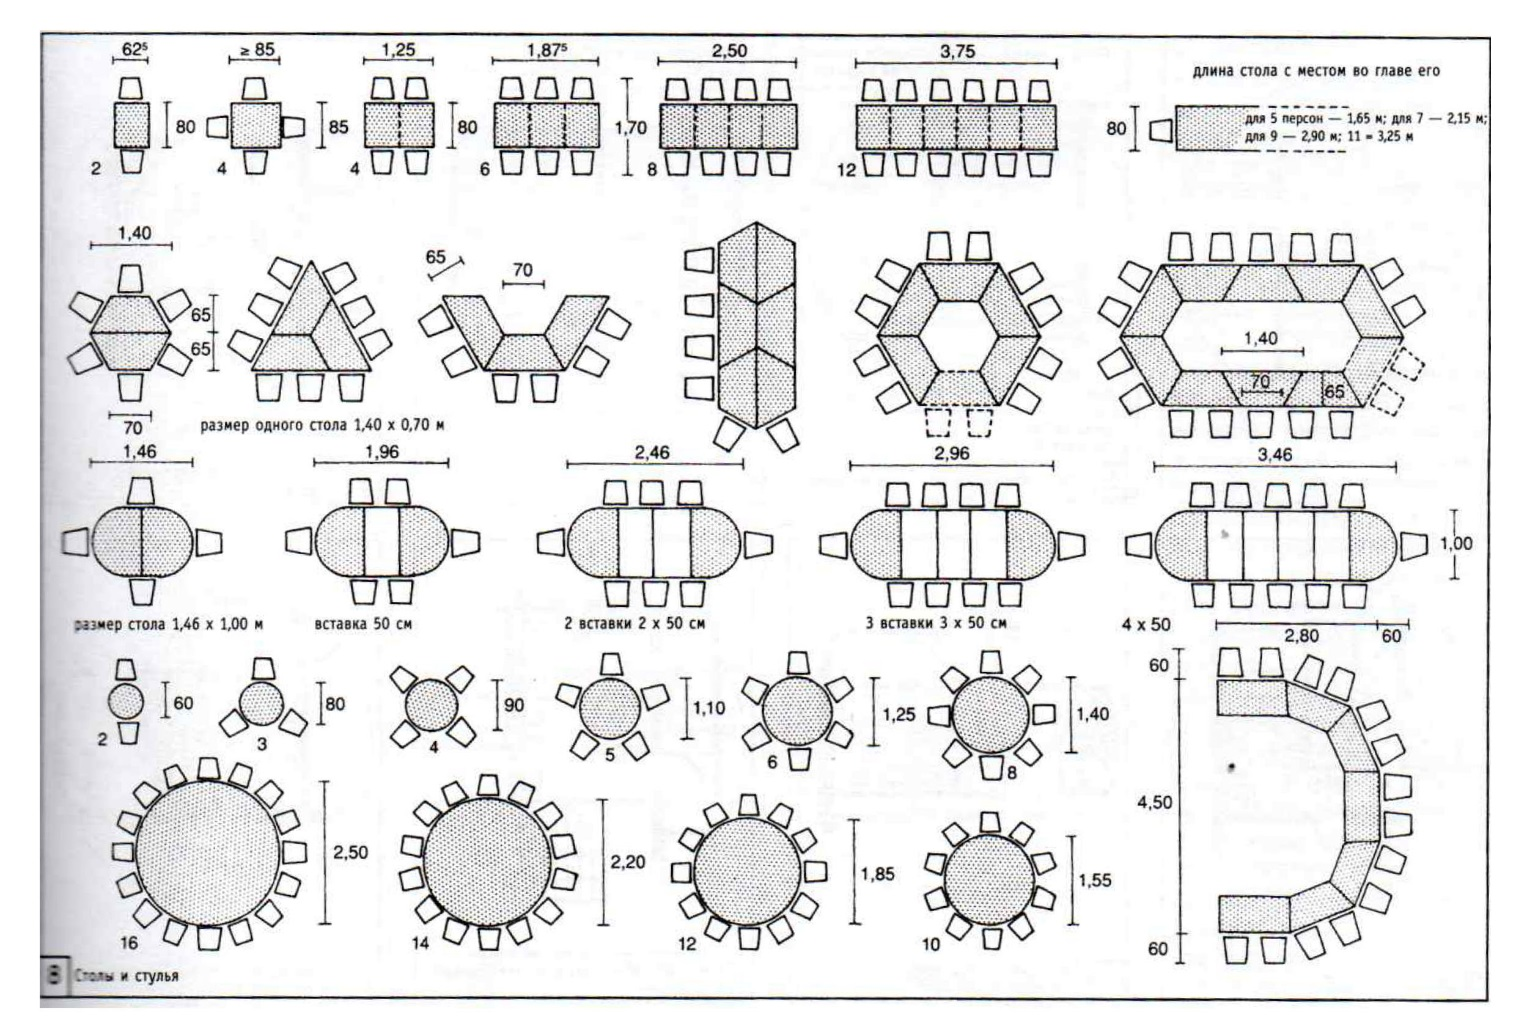 62⁵ ≥ 85 1,25 1,87⁵ 2,50 3,75
длина стола с местом во главе его
80 85 80 1,70 80
для 5 персон — 1,65 м; для 7 — 2,15 м;
для 9 — 2,90 м; 11 = 3,25 м
2 4 4 6 8 12
1,40 65 70
65
65
1,40
70 65
70
размер одного стола 1,40 х 0,70 м
1,46 1,96 2,46 2,96 3,46
1,00
размер стола 1,46 х 1,00 м вставка 50 см 2 вставки 2 х 50 см 3 вставки 3 х 50 см 4 х 50
2,80 60
60
60 80 90 1,10 1,25 1,40
2 3 4 5 6 8
4,50
2,50 2,20 1,85 1,55
16 14 12 10
60
8 Столы и стулья